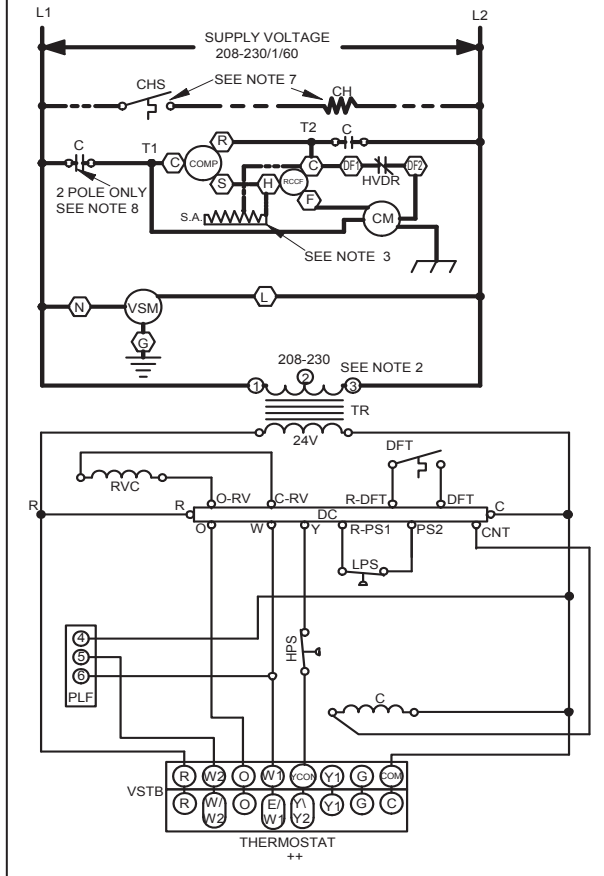 L1 L2
SUPPLY VOLTAGE
208-230/1/60
CHS SEE NOTE 7 CH
R T2 C
C T1 C COMP C DF1 DF2
RCCF HVDR
2 POLE ONLY S H F
SEE NOTE 8 S.A. CM
SEE NOTE 3
N VSM L
G
208-230 SEE NOTE 2
1 2 3
TR
24V DFT
RVC
O-RV C-RV R-DFT DFT
R R DC C
O W Y R-PS1 PS2 CNT
LPS
4
5 HPS
6
PLF C
R W2 O W1 YCON Y1 G COM
VSTB
R W/W2 O E/W1 Y\Y2 Y1 G C
THERMOSTAT
++